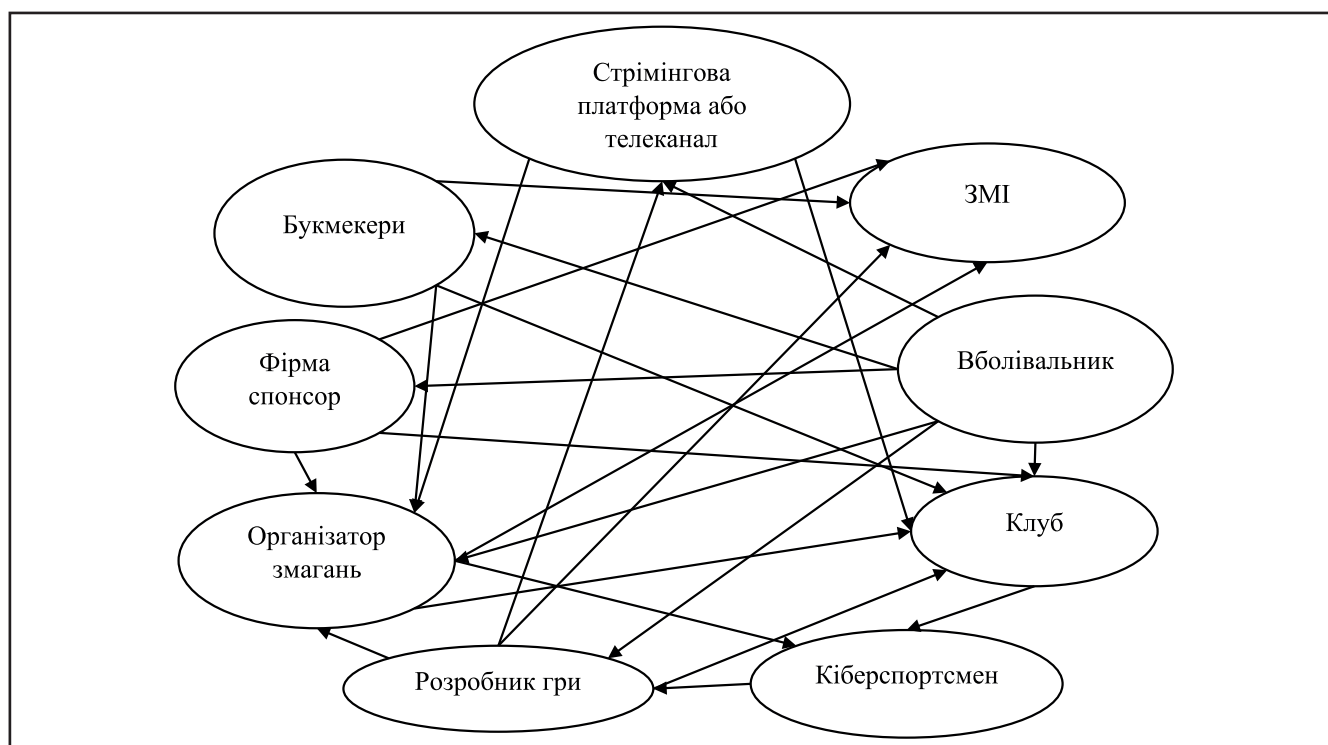 Стрімінгова
платформа або
телеканал
ЗМІ
Букмекери
Вболівальник
Фірма
спонсор
Клуб
Організатор
змагань
Кіберспортсмен
Розробник гри